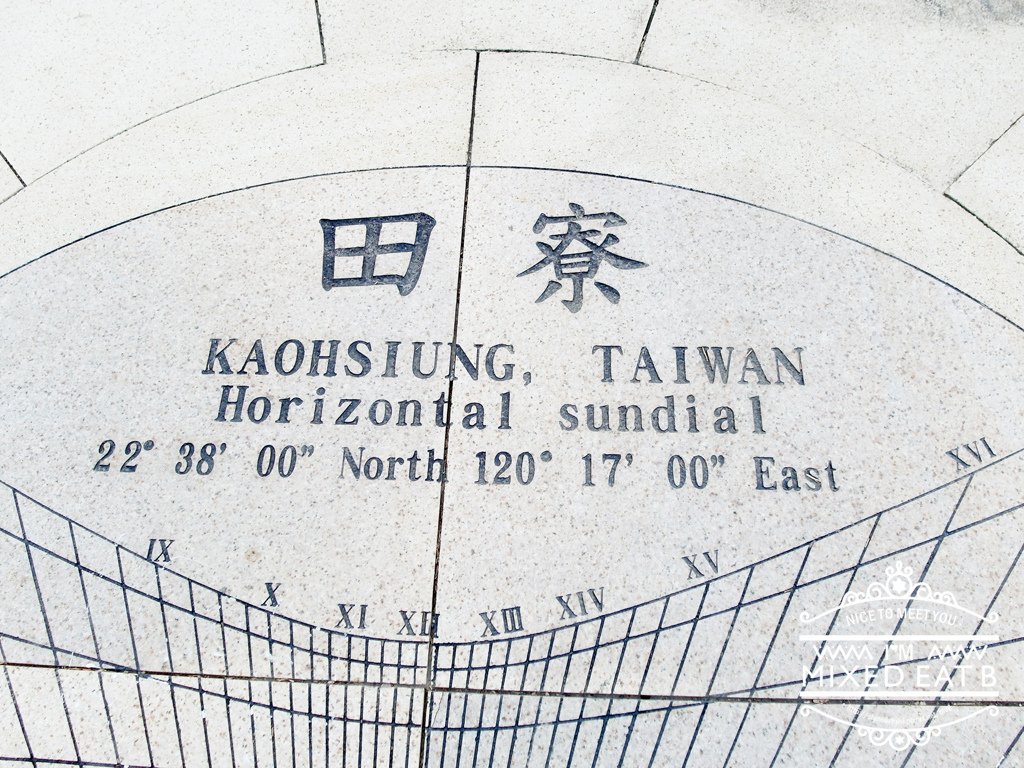 田寮
KAOHSIUNG, TAIWAN
Horizontal sundial
22° 38' 00" North 120° 17' 00" East
IX X XI XII XIII XIV XV XVI
NICE TO MEET YOU
I'M
MIXED EAT B